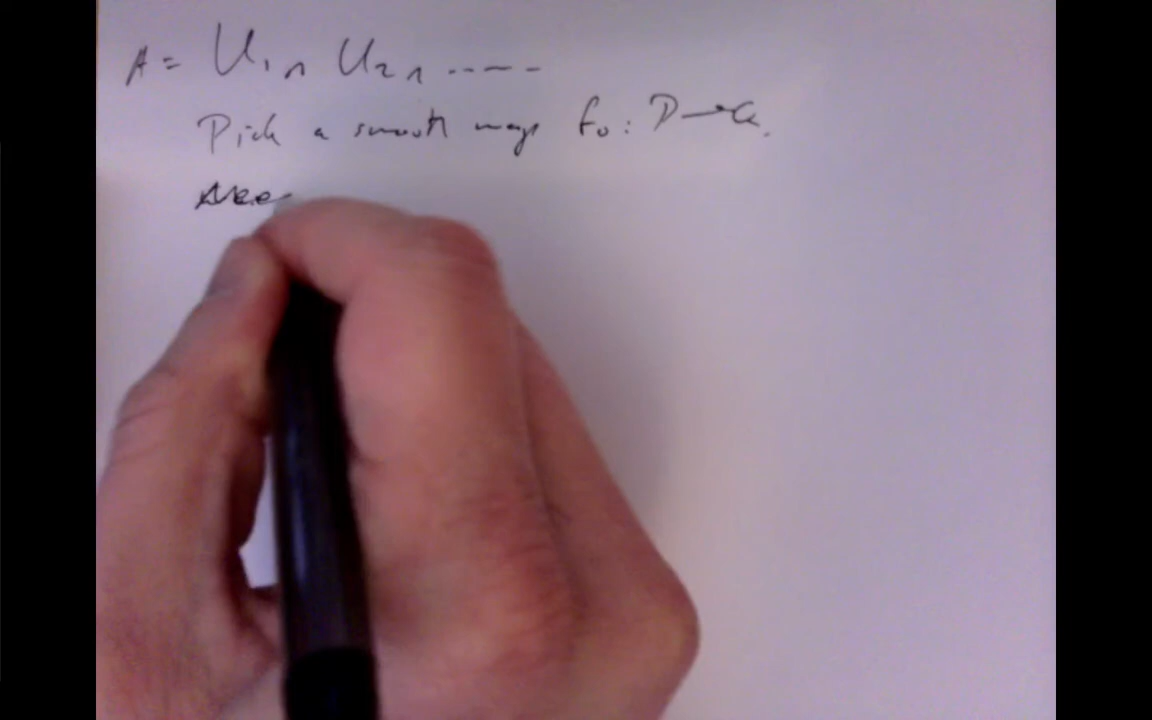 A = U₁ ∩ U₂ ∩ -----
Pick a smooth map f₀: D → G.